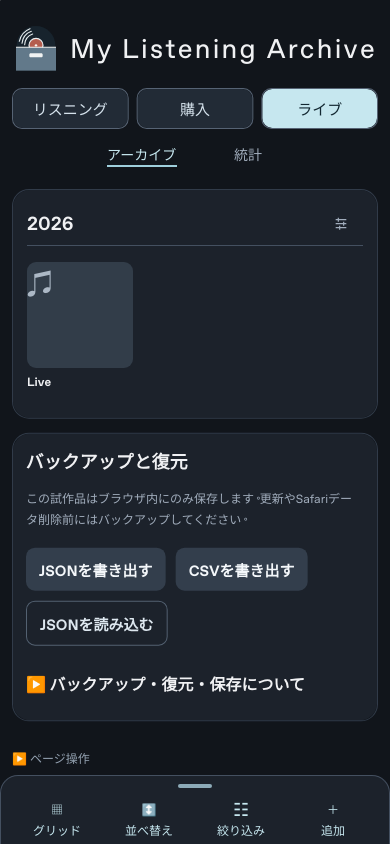 My Listening Archive
リスニング
購入
ライブ
アーカイブ
統計
2026
Live
バックアップと復元
この試作品はブラウザ内にのみ保存します。更新やSafariデー
タ削除前にはバックアップしてください。
JSONを書き出す
CSVを書き出す
JSONを読み込む
バックアップ・復元・保存について
ページ操作
グリッド
並べ替え
絞り込み
追加